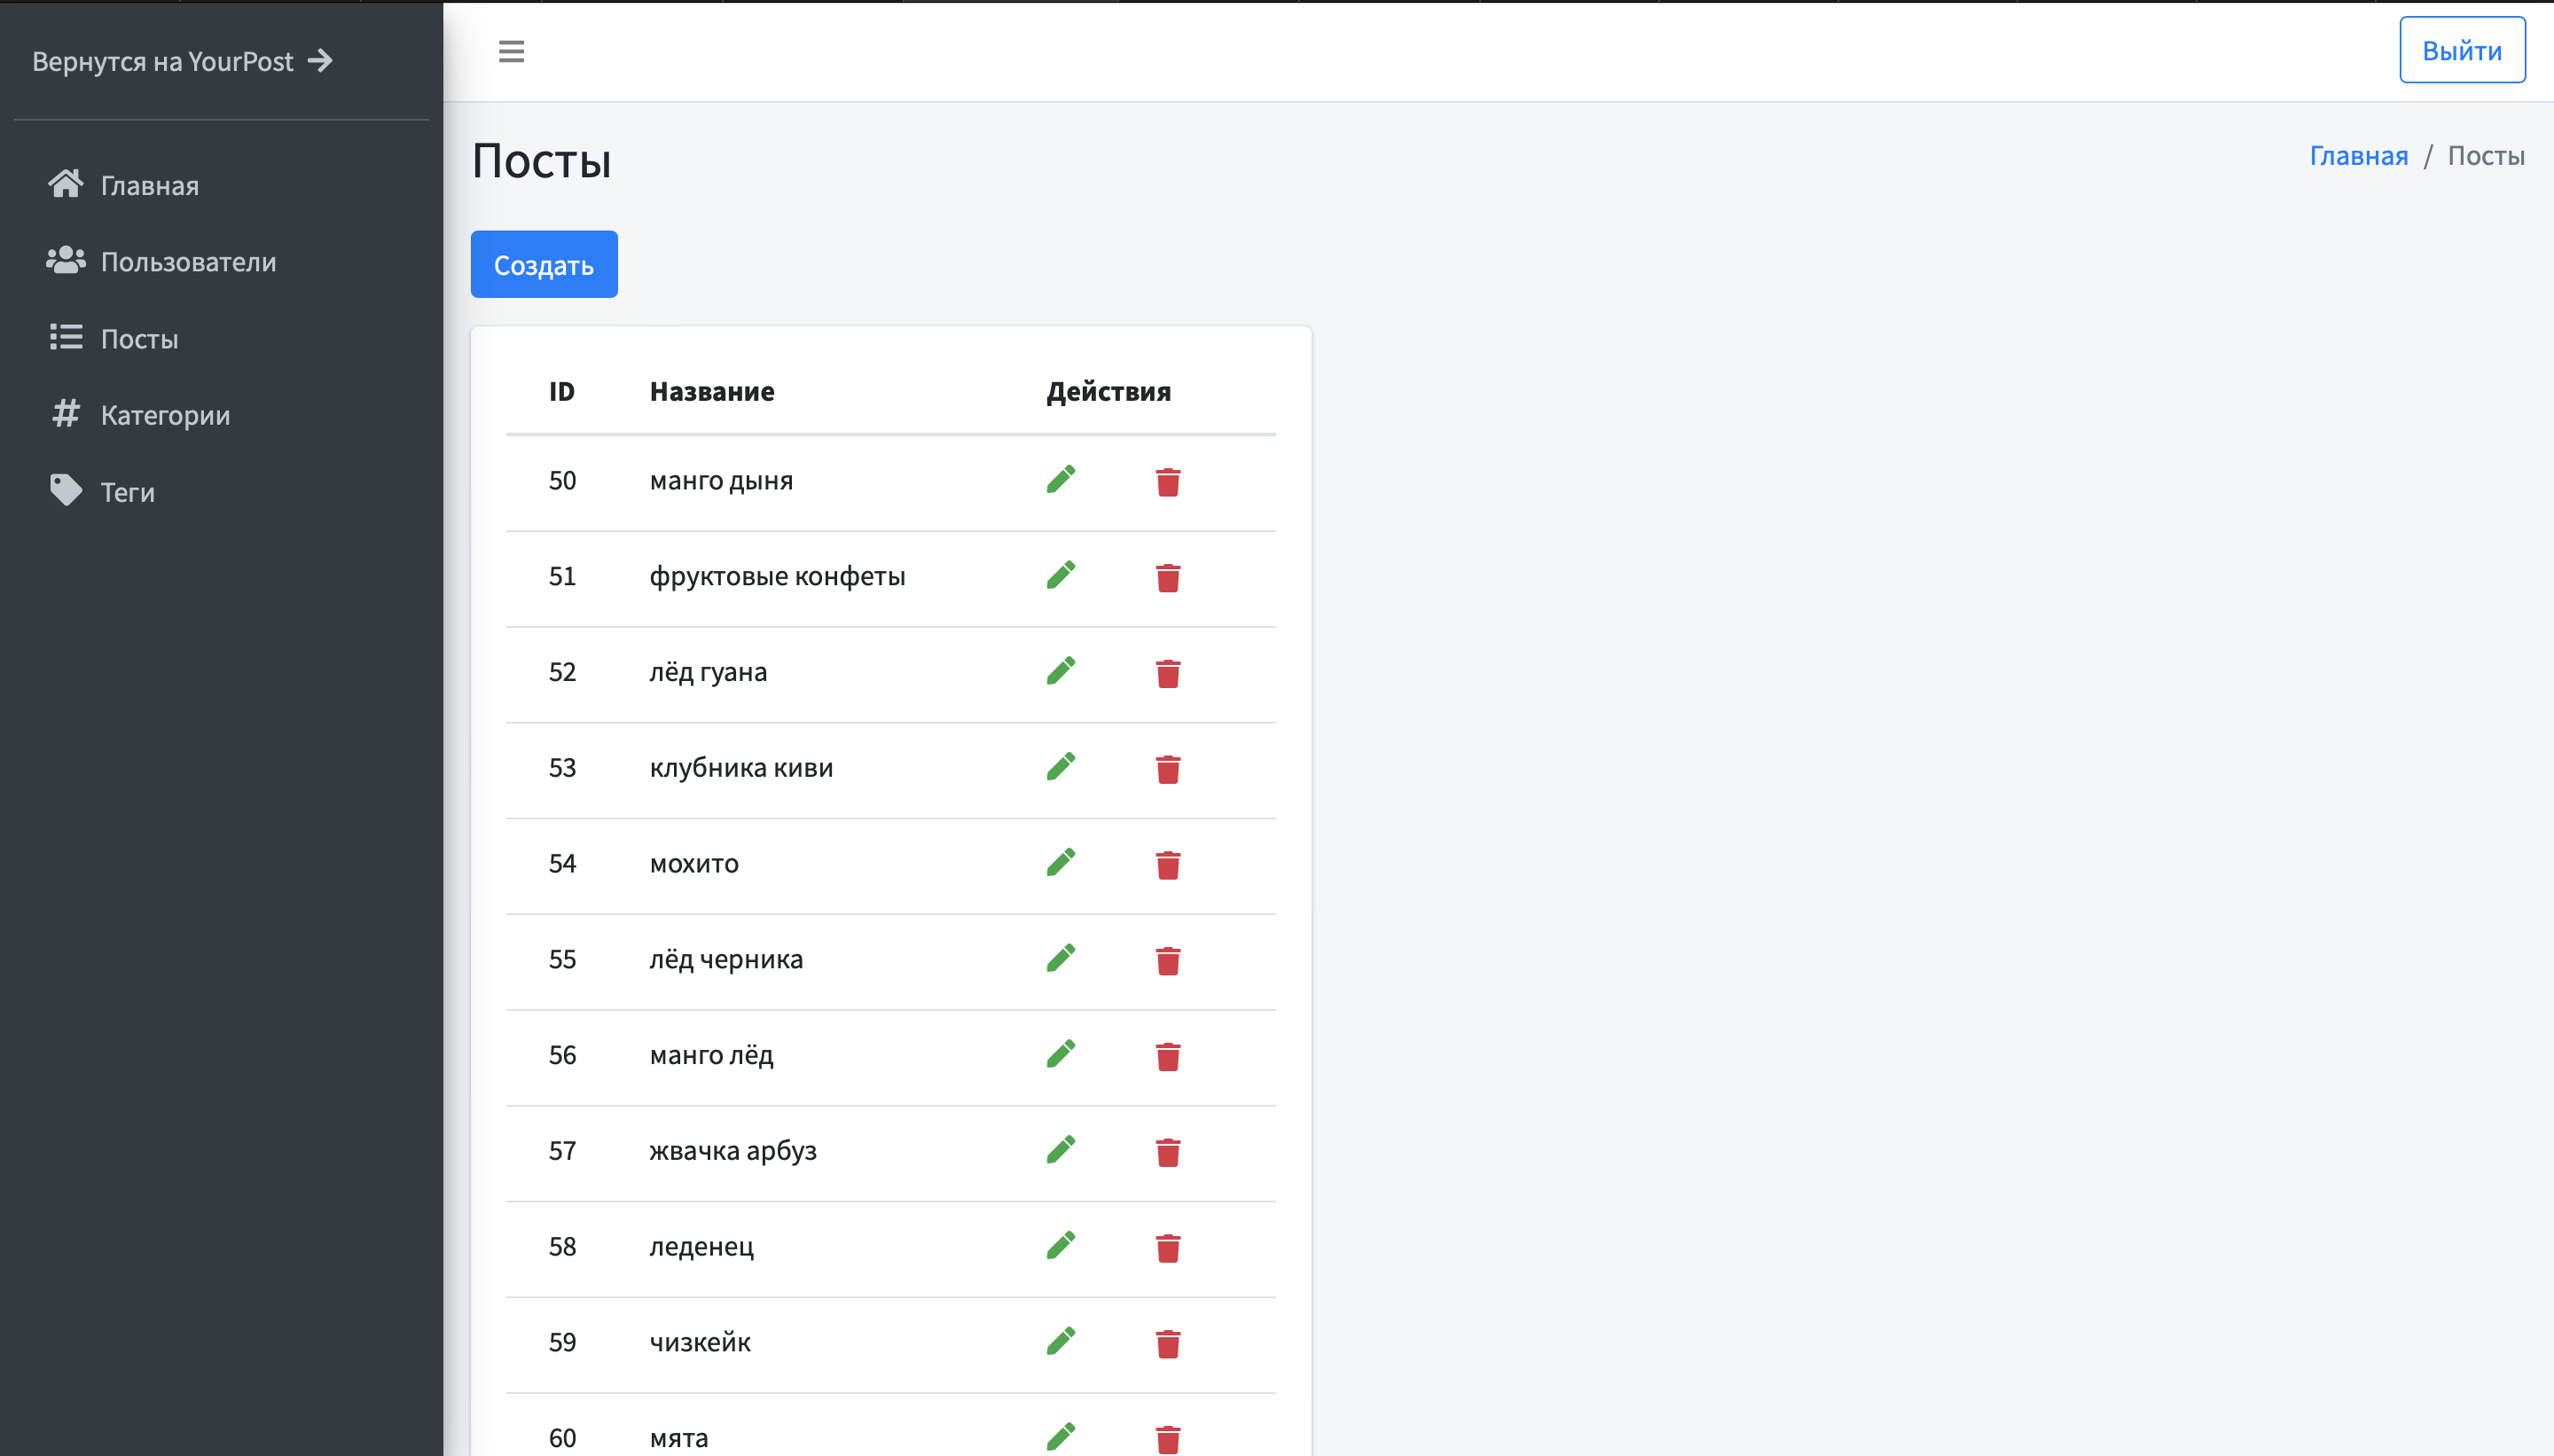 Вернутся на YourPost
Выйти
Главная
Пользователи
Посты
Категории
Теги
Посты
Главная / Посты
Создать
ID Название Действия
50 манго дыня
51 фруктовые конфеты
52 лёд гуана
53 клубника киви
54 мохито
55 лёд черника
56 манго лёд
57 жвачка арбуз
58 леденец
59 чизкейк
60 мята